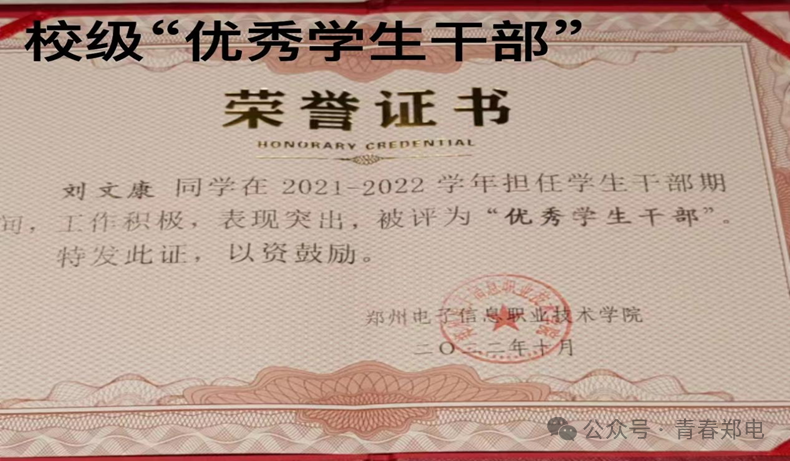 校级“优秀学生干部”
荣誉证书
HONORARY CREDENTIAL
刘文康 同学在 2021-2022 学年担任学生干部期
间，工作积极，表现突出，被评为“优秀学生干部”。
特发此证，以资鼓励。
郑州电子信息职业技术学院
二〇二二年十月
公众号·青春郑电